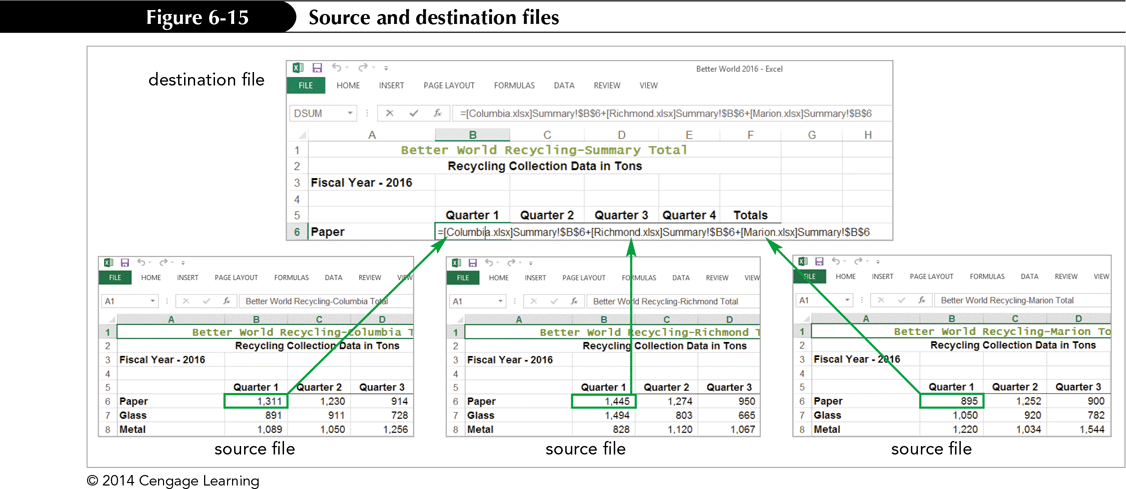 Figure 6-15 Source and destination files
destination file
Better World 2016 - Excel
FILE HOME INSERT PAGE LAYOUT FORMULAS DATA REVIEW VIEW
DSUM =[Columbia.xlsx]Summary!$B$6+[Richmond.xlsx]Summary!$B$6+[Marion.xlsx]Summary!$B$6
A B C D E F G H
1 Better World Recycling-Summary Total
2 Recycling Collection Data in Tons
3 Fiscal Year - 2016
4
5 Quarter 1 Quarter 2 Quarter 3 Quarter 4 Totals
6 Paper =[Columbia.xlsx]Summary!$B$6+[Richmond.xlsx]Summary!$B$6+[Marion.xlsx]Summary!$B$6
FILE HOME INSERT PAGE LAYOUT FORMULAS DATA REVIEW VIEW
A1 Better World Recycling-Columbia Total
A B C D
1 Better World Recycling-Columbia T
2 Recycling Collection Data in Tons
3 Fiscal Year - 2016
4
5 Quarter 1 Quarter 2 Quarter 3
6 Paper 1,311 1,230 914
7 Glass 891 911 728
8 Metal 1,089 1,050 1,256
source file
FILE HOME INSERT PAGE LAYOUT FORMULAS DATA REVIEW VIEW
A1 Better World Recycling-Richmond Total
A B C D
1 Better World Recycling-Richmond T
2 Recycling Collection Data in Tons
3 Fiscal Year - 2016
4
5 Quarter 1 Quarter 2 Quarter 3
6 Paper 1,445 1,274 950
7 Glass 1,494 803 665
8 Metal 828 1,120 1,067
source file
FILE HOME INSERT PAGE LAYOUT FORMULAS DATA REVIEW VIEW
A1 Better World Recycling-Marion Total
A B C D
1 Better World Recycling-Marion To
2 Recycling Collection Data in Tons
3 Fiscal Year - 2016
4
5 Quarter 1 Quarter 2 Quarter 3
6 Paper 895 1,252 900
7 Glass 1,050 920 782
8 Metal 1,220 1,034 1,544
source file
© 2014 Cengage Learning